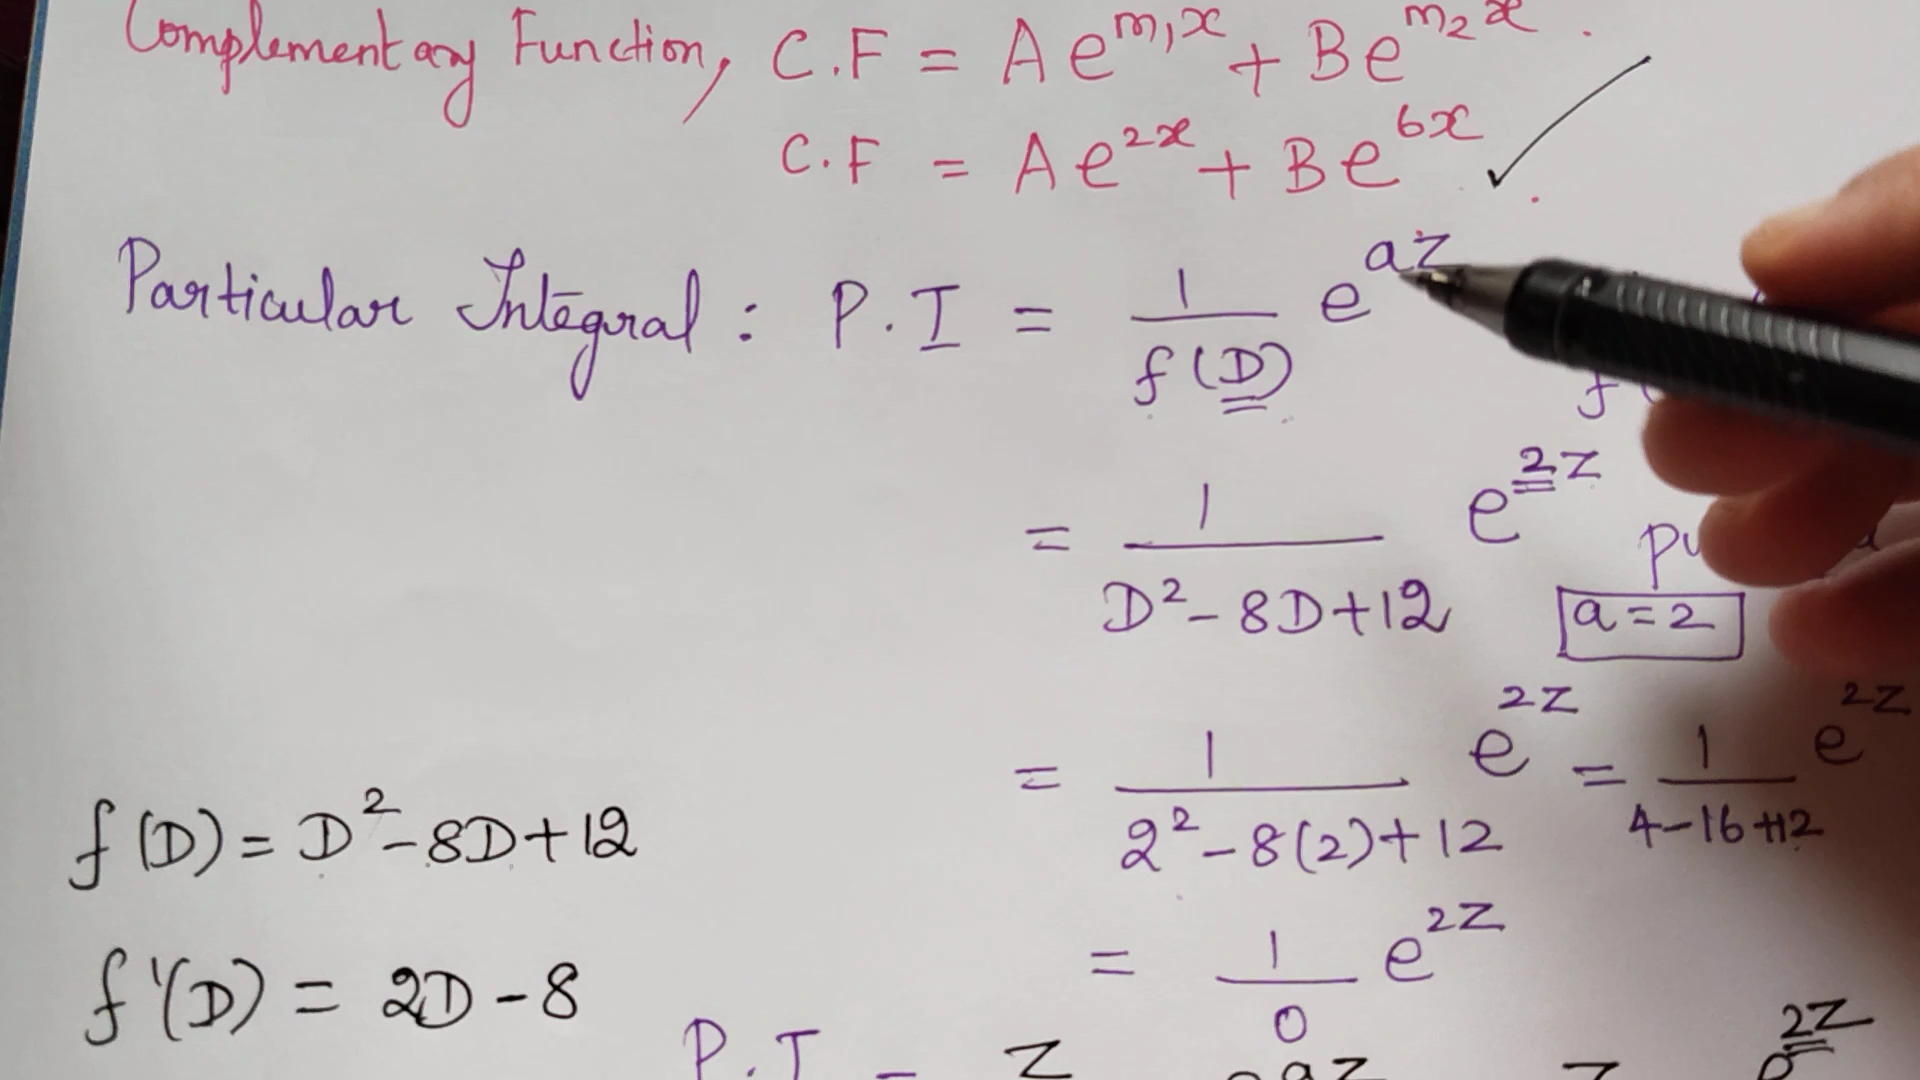 Complementary Function, C.F = Ae^{m₁x} + Be^{m₂x}.
C.F = Ae^{2x} + Be^{6x}.
Particular Integral : P.I = 1/f(D) e^{az}
= 1/(D²-8D+12) e^{2z}
a=2
= 1/(2²-8(2)+12) e^{2z} = 1/(4-16+12) e^{2z}
f(D) = D²-8D+12
= 1/0 e^{2z}
f'(D) = 2D-8